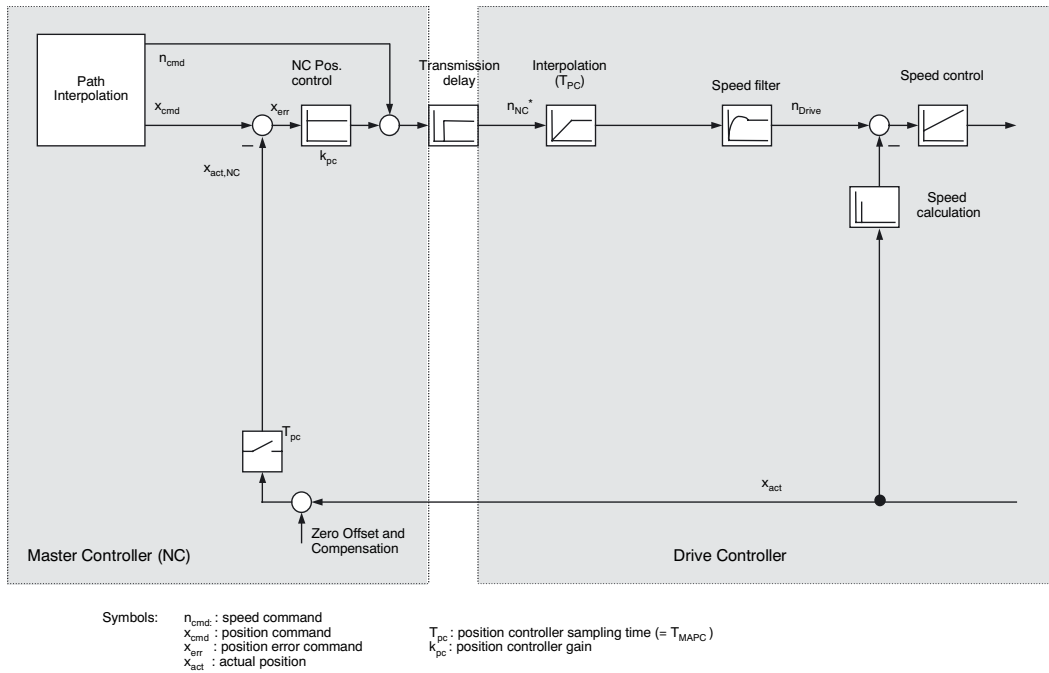 Path
Interpolation
n_cmd
x_cmd
x_err
NC Pos.
control
k_pc
x_act,NC
Transmission
delay
n_NC*
Interpolation
(T_PC)
Speed filter
n_Drive
Speed control
Speed
calculation
T_pc
x_act
Zero Offset and
Compensation
Master Controller (NC)
Drive Controller
Symbols: n_cmd: : speed command
x_cmd : position command
x_err : position error command
x_act : actual position
T_pc : position controller sampling time (= T_MAPC)
k_pc : position controller gain